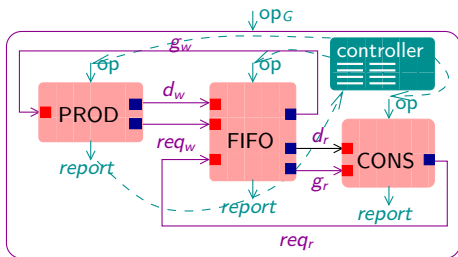 op_G
g_w
controller
op
op
d_w
op
PROD
req_w
FIFO
d_r
CONS
report
g_r
report
report
req_r